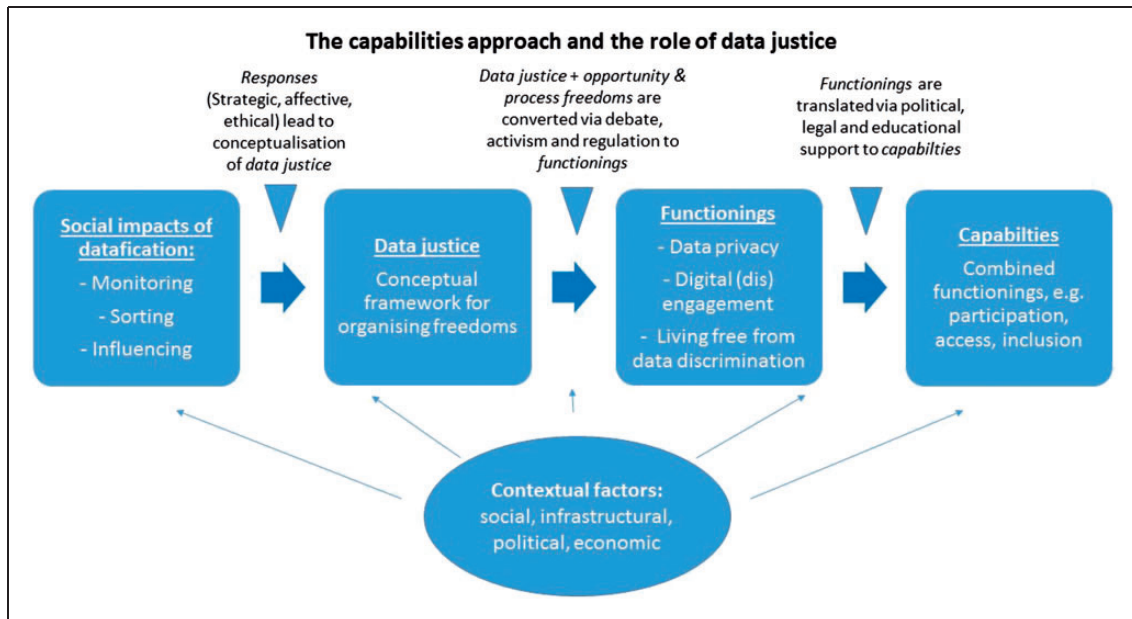 The capabilities approach and the role of data justice
Responses
(Strategic, affective,
ethical) lead to
conceptualisation
of data justice
Data justice + opportunity &
process freedoms are
converted via debate,
activism and regulation to
functionings
Functionings are
translated via political,
legal and educational
support to capabilties
Social impacts of
datafication:
- Monitoring
- Sorting
- Influencing
Data justice
Conceptual
framework for
organising freedoms
Functionings
- Data privacy
- Digital (dis)
engagement
- Living free from
data discrimination
Capabilties
Combined
functionings, e.g.
participation,
access, inclusion
Contextual factors:
social, infrastructural,
political, economic